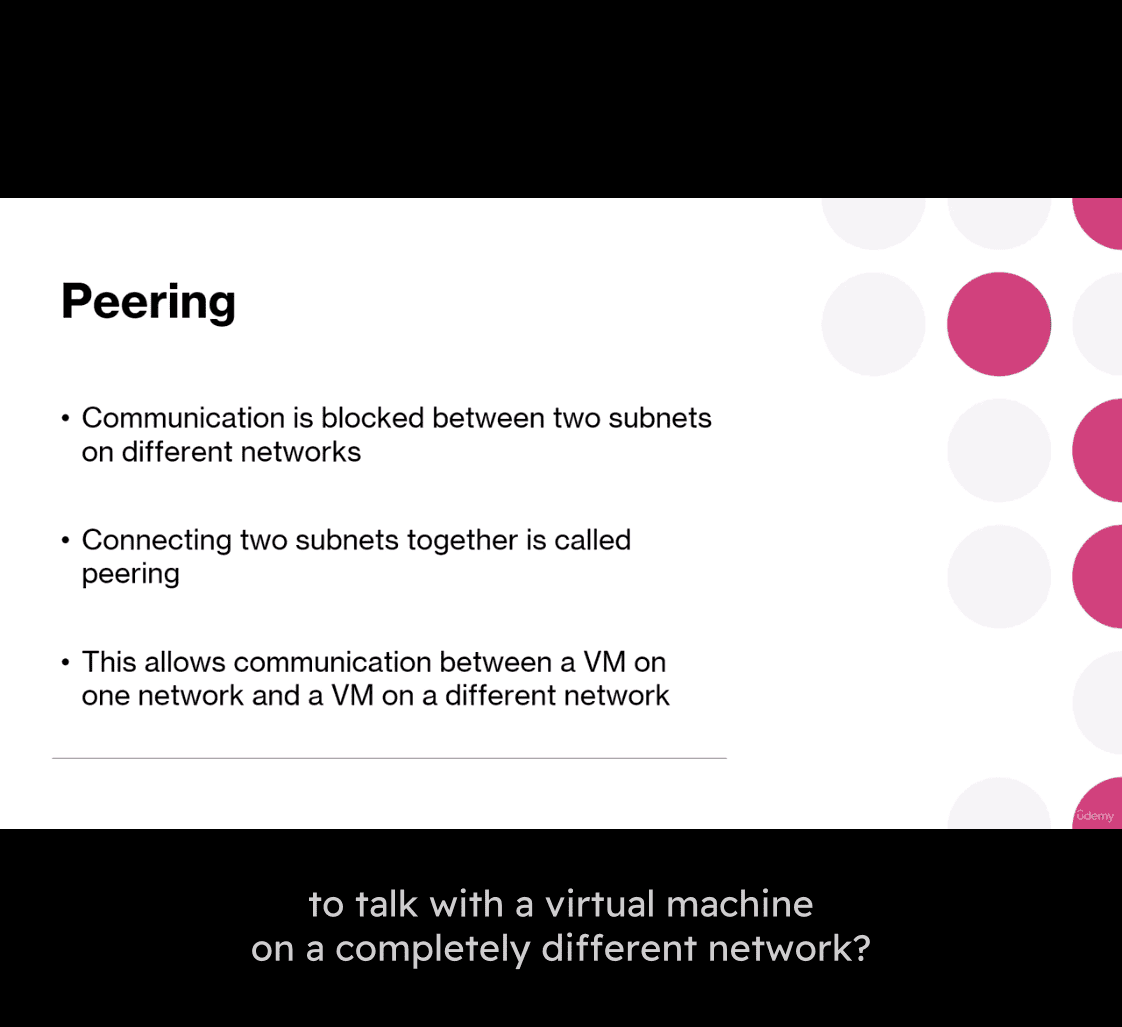 Peering
• Communication is blocked between two subnets
on different networks
• Connecting two subnets together is called
peering
• This allows communication between a VM on
one network and a VM on a different network
ûdemy
to talk with a virtual machine
on a completely different network?